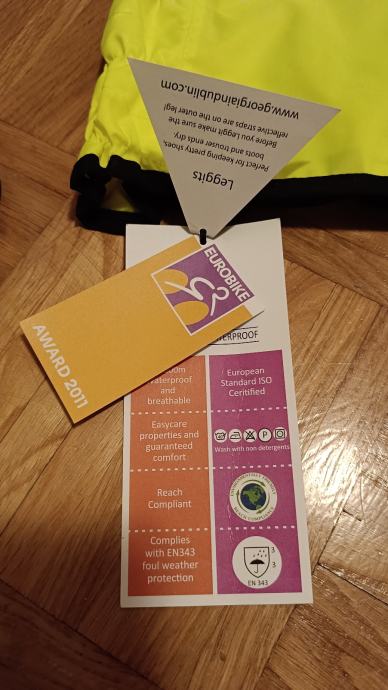 Leggits
Perfect for keeping pretty shoes,
boots and trouser ends dry.
Before you Leggit make sure the
reflective straps are on the outer leg!
www.georgiaindublin.com
EUROBIKE
AWARD 2011
and
breathable
European
Standard ISO
Certified
Easycare
properties and
guaranteed
comfort
P
Wash with non detergents
Reach
Compliant
REACH COMPLIANCE
Complies
with EN343
foul weather
protection
3
3
EN 343